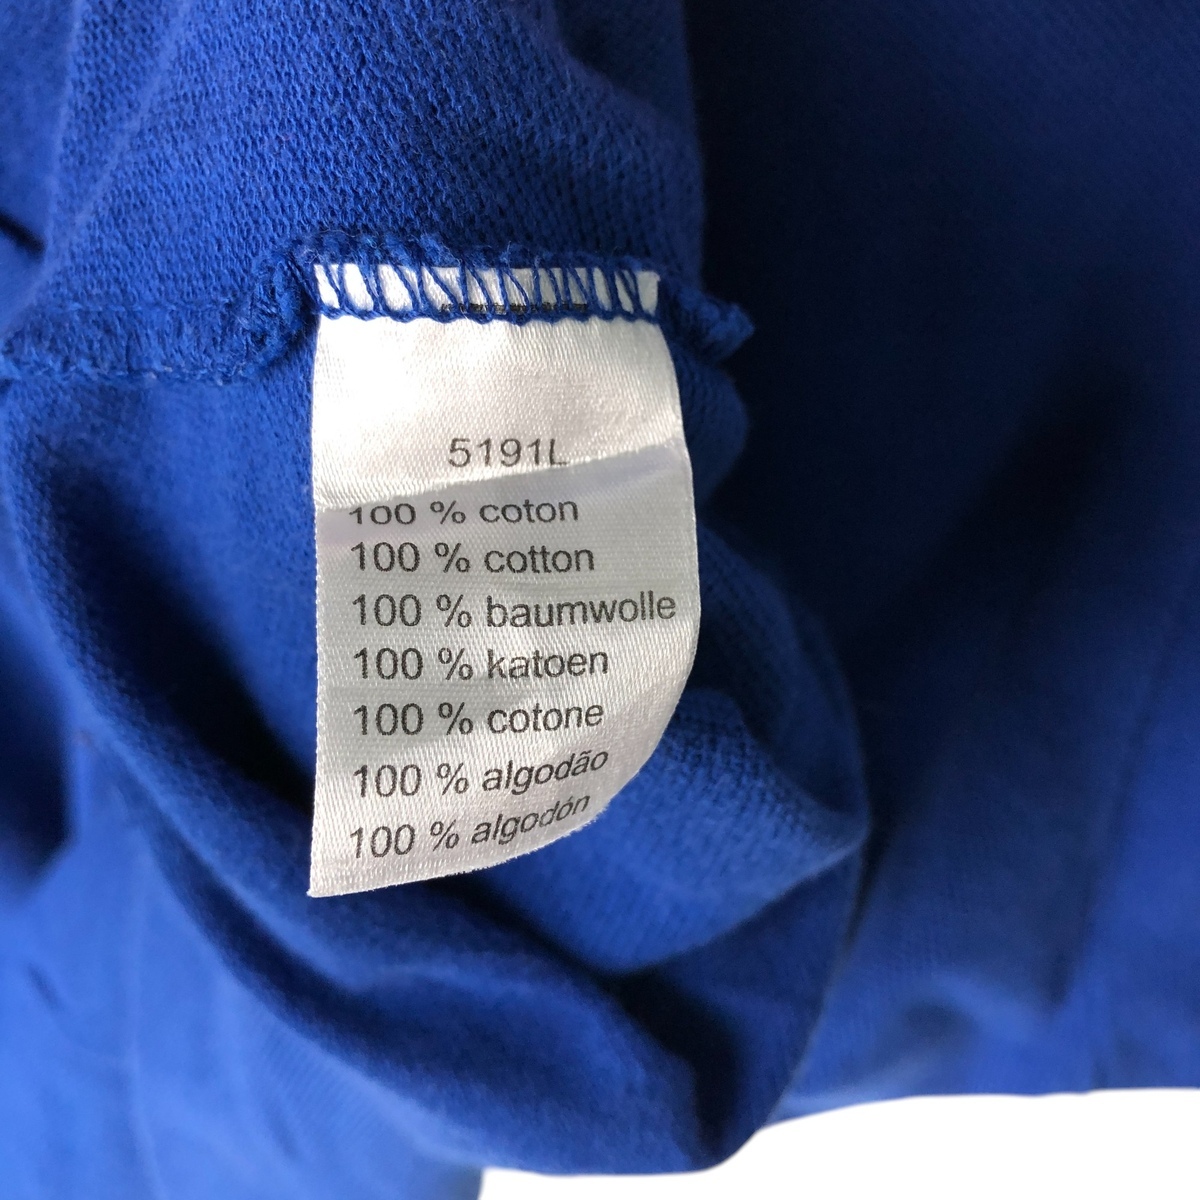 5191L
100 % coton
100 % cotton
100 % baumwolle
100 % katoen
100 % cotone
100 % algodão
100 % algodón